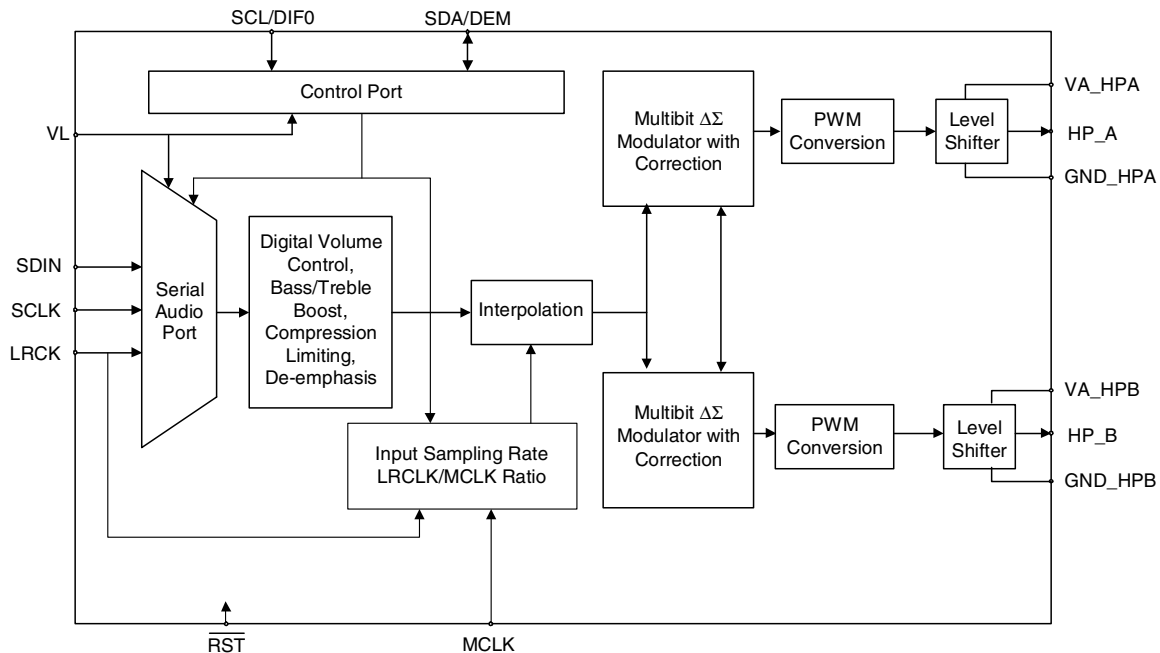 SCL/DIF0
SDA/DEM
Control Port
VL
Multibit ΔΣ
Modulator with
Correction
PWM
Conversion
Level
Shifter
VA_HPA
HP_A
GND_HPA
SDIN
SCLK
LRCK
Serial
Audio
Port
Digital Volume
Control,
Bass/Treble
Boost,
Compression
Limiting,
De-emphasis
Interpolation
Input Sampling Rate
LRCLK/MCLK Ratio
Multibit ΔΣ
Modulator with
Correction
PWM
Conversion
Level
Shifter
VA_HPB
HP_B
GND_HPB
RST
MCLK